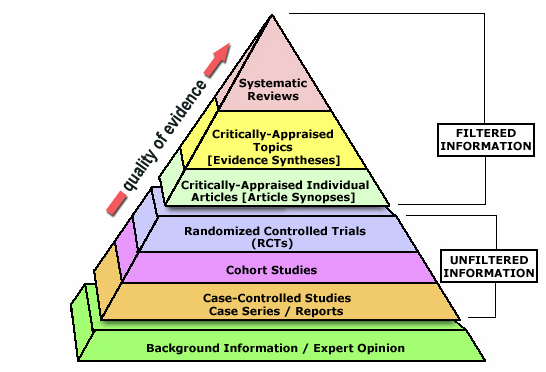 quality of evidence
Systematic
Reviews
Critically-Appraised
Topics
[Evidence Syntheses]
Critically-Appraised Individual
Articles [Article Synopses]
FILTERED
INFORMATION
Randomized Controlled Trials
(RCTs)
Cohort Studies
Case-Controlled Studies
Case Series / Reports
UNFILTERED
INFORMATION
Background Information / Expert Opinion